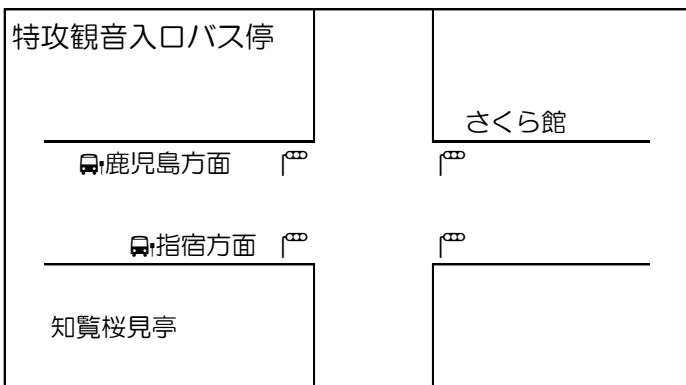 特攻観音入口バス停
さくら館
鹿児島方面
指宿方面
知覧桜見亭